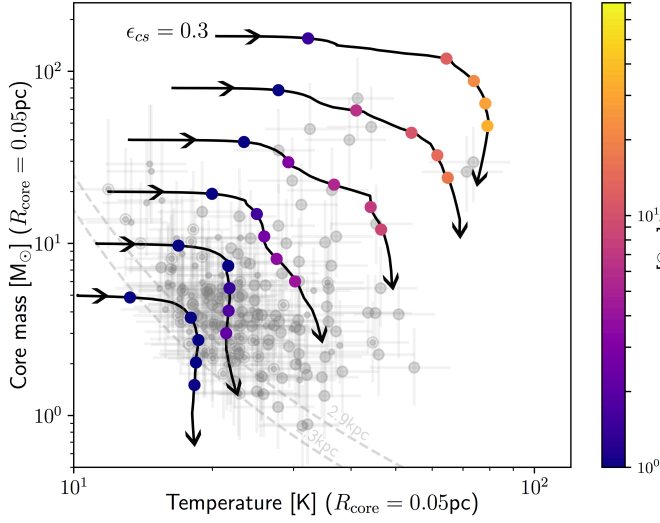 ϵcs = 0.3
10²
10¹
10⁰
Core mass [M⊙] (Rcore = 0.05pc)
2.9kpc
3kpc
10¹
10²
Temperature [K] (Rcore = 0.05pc)
10¹
10⁰